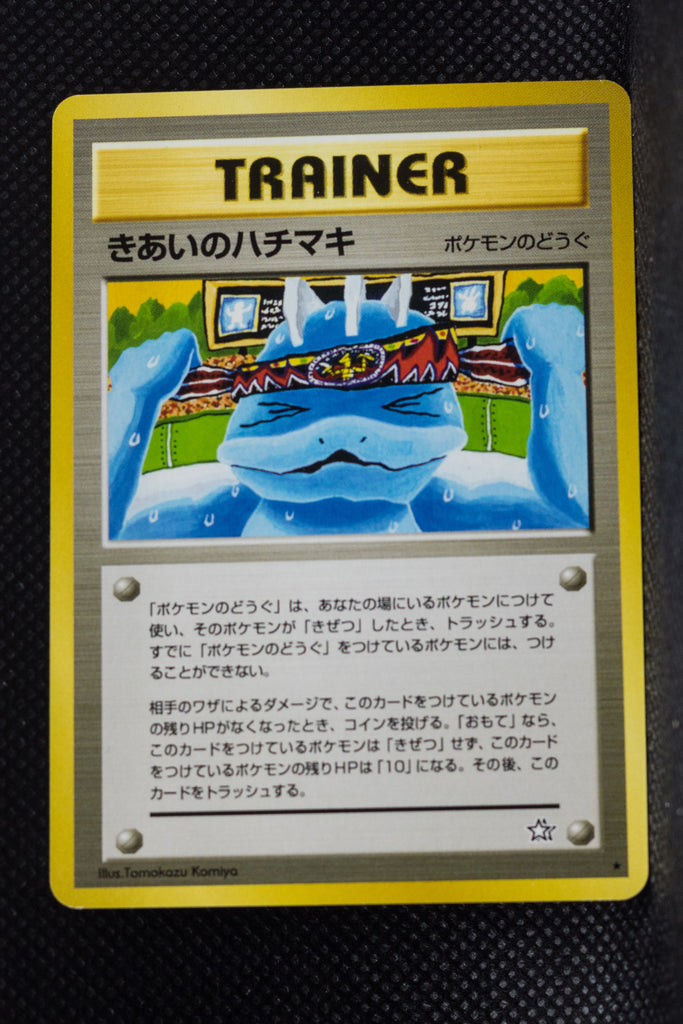 TRAINER
きあいのハチマキ ポケモンのどうぐ
「ポケモンのどうぐ」は、あなたの場にいるポケモンにつけて
使い、そのポケモンが「きぜつ」したとき、トラッシュする。
すでに「ポケモンのどうぐ」をつけているポケモンには、つけ
ることができない。
相手のワザによるダメージで、このカードをつけているポケモン
の残りHPがなくなったとき、コインを投げる。「おもて」なら、
このカードをつけているポケモンは「きぜつ」せず、このカード
をつけているポケモンの残りHPは「10」になる。その後、この
カードをトラッシュする。
Illus.Tomokazu Komiya